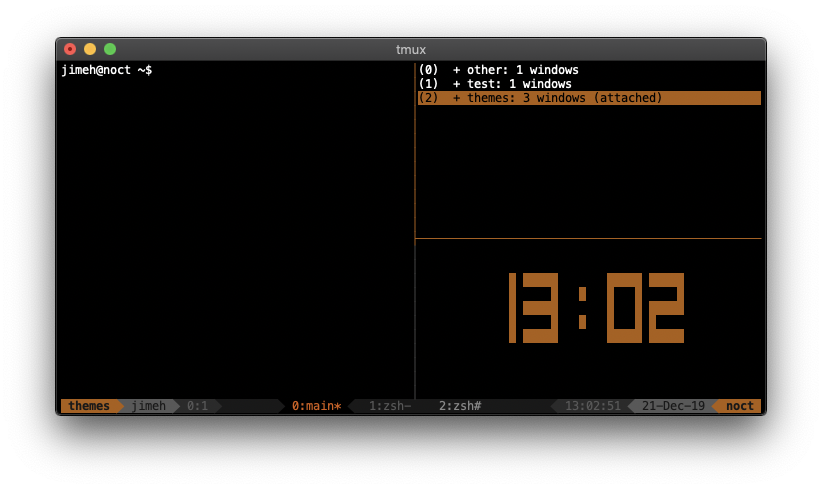 tmux
jimeh@noct ~$
(0)  + other: 1 windows
(1)  + test: 1 windows
(2)  + themes: 3 windows (attached)
13:02
themes jimeh 0:1 0:main* 1:zsh- 2:zsh# 13:02:51 21-Dec-19 noct